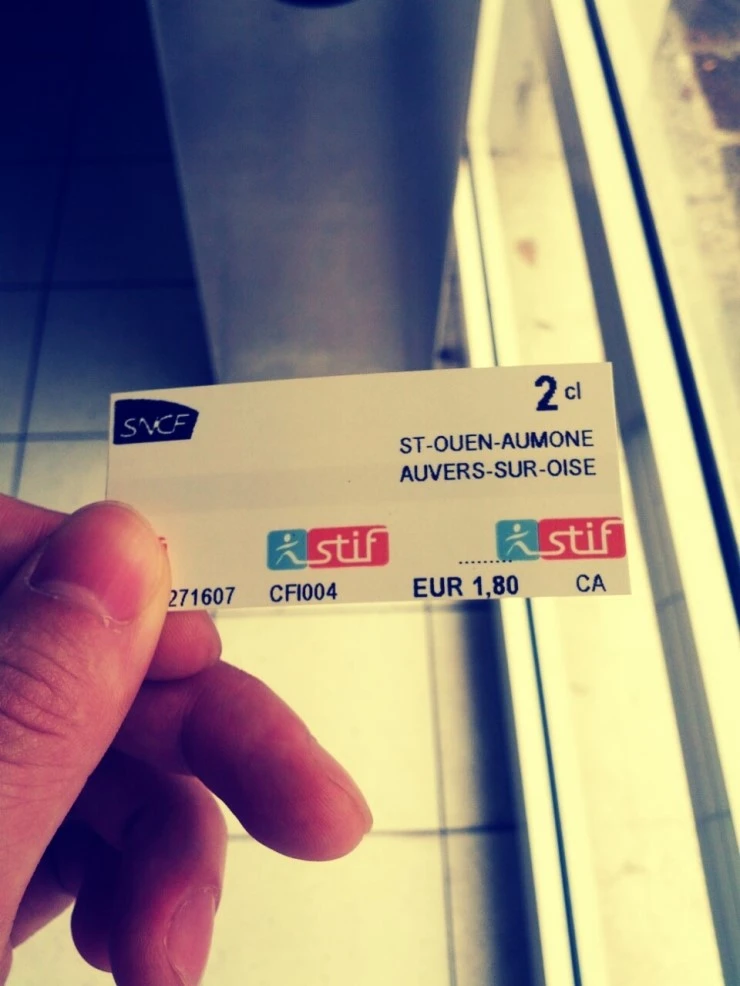 SNCF
2 cl
ST-OUEN-AUMONE
AUVERS-SUR-OISE
stif stif
271607 CFI004 EUR 1,80 CA